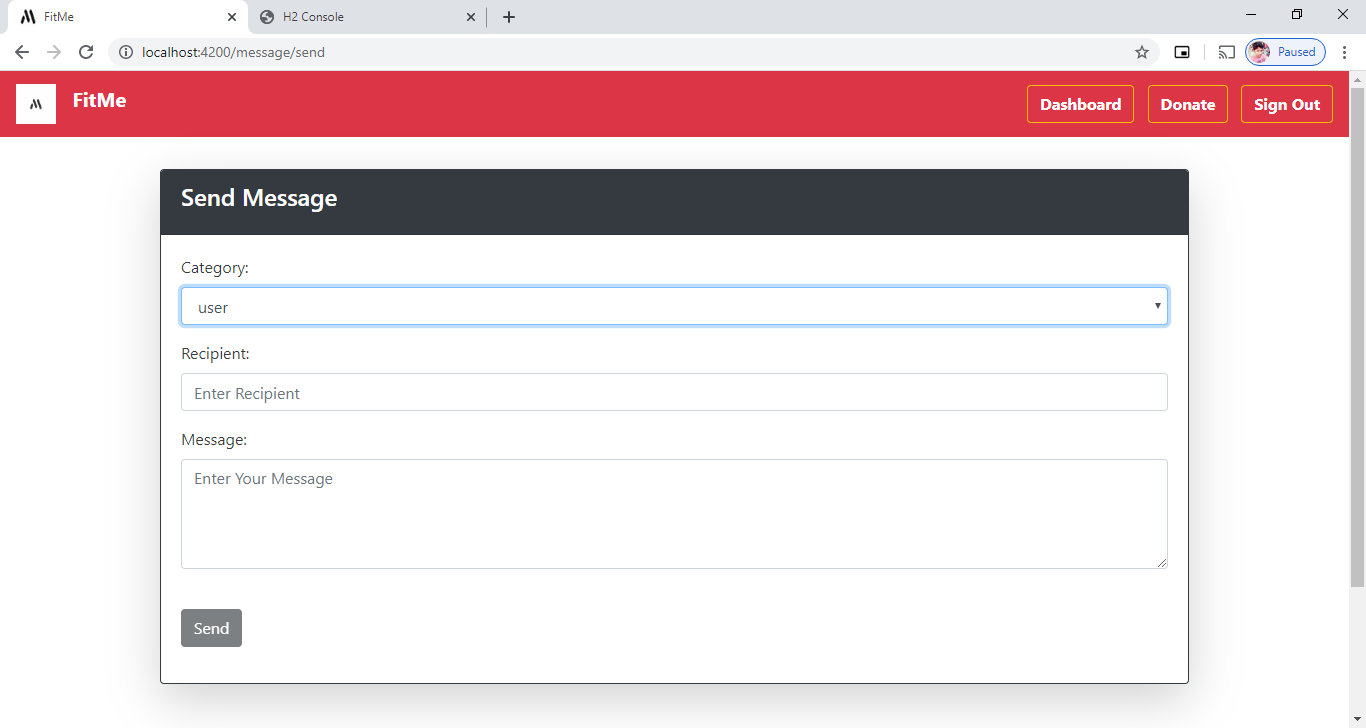 FitMe
H2 Console
localhost:4200/message/send
Paused
FitMe
Dashboard
Donate
Sign Out
Send Message
Category:
user
Recipient:
Enter Recipient
Message:
Enter Your Message
Send